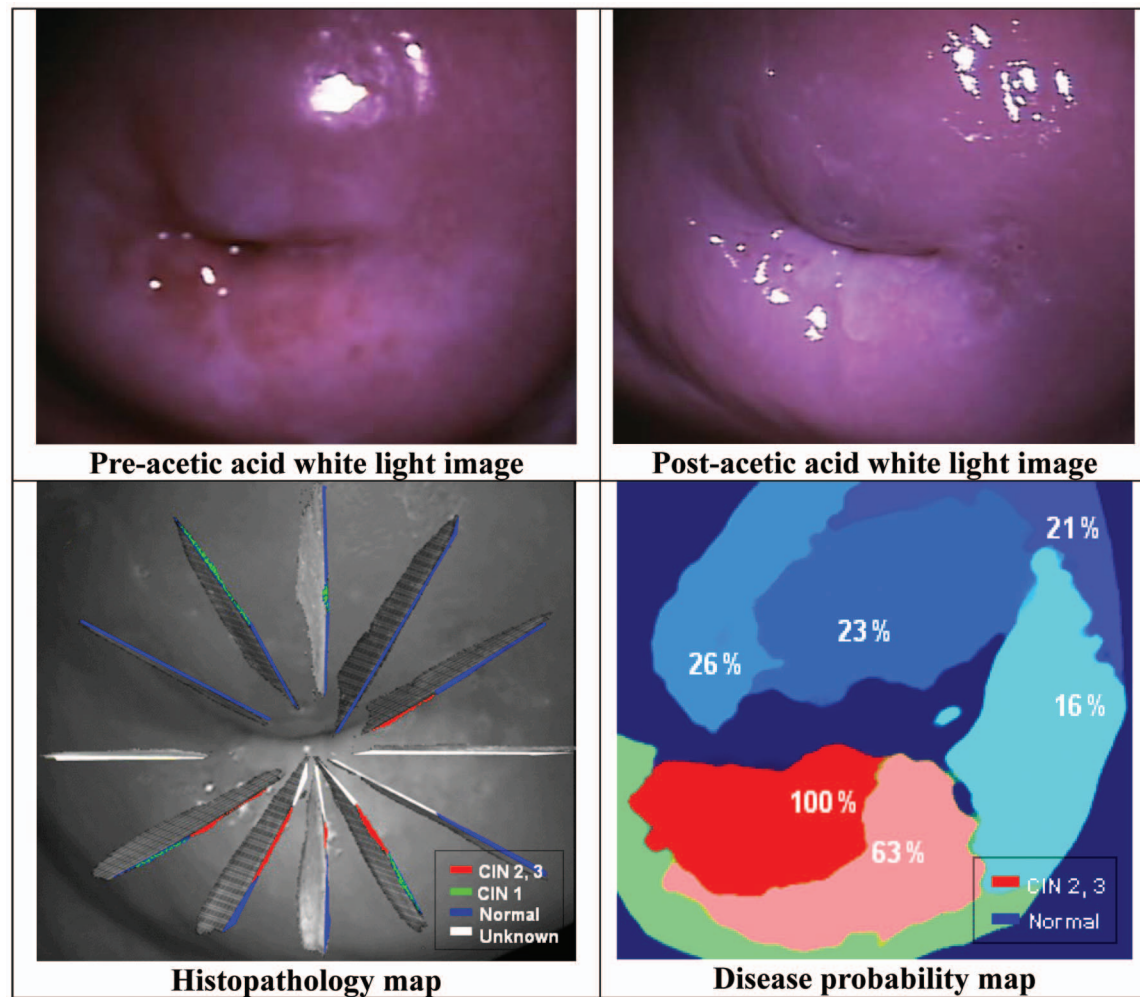 Pre-acetic acid white light image
Post-acetic acid white light image
CIN 2, 3
CIN 1
Normal
Unknown
Histopathology map
21 %
23 %
26 %
16 %
100 %
63 %
CIN 2, 3
Normal
Disease probability map